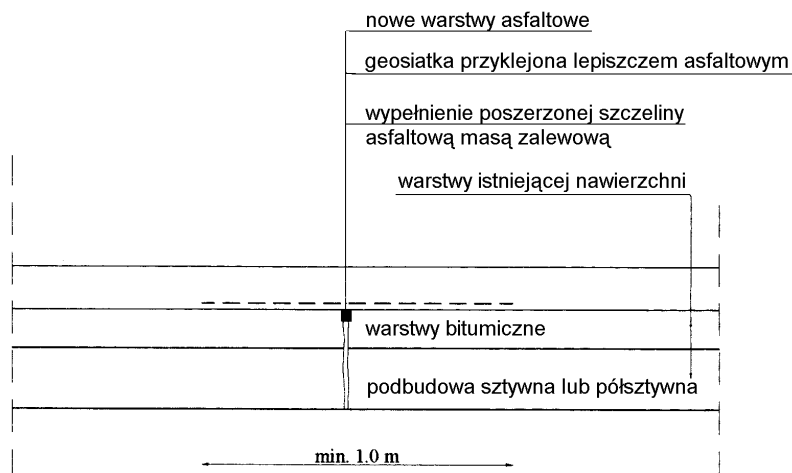 nowe warstwy asfaltowe
geosiatka przyklejona lepiszczem asfaltowym
wypełnienie poszerzonej szczeliny
asfaltową masą zalewową
warstwy istniejącej nawierzchni
warstwy bitumiczne
podbudowa sztywna lub półsztywna
min. 1.0 m